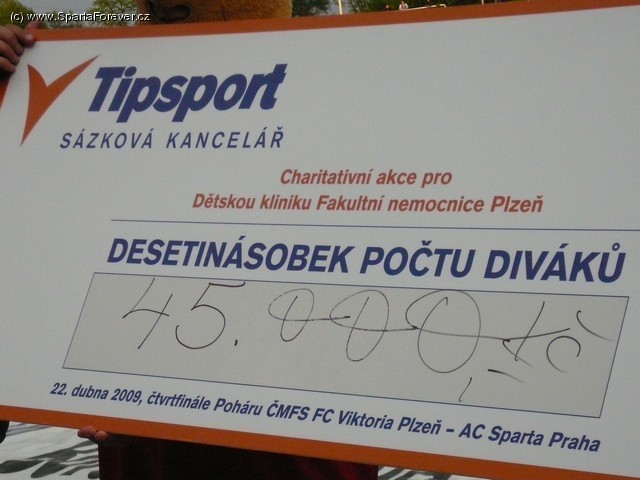 (c) www.SpartaForever.cz
Tipsport
SÁZKOVÁ KANCELÁŘ
Charitativní akce pro
Dětskou kliniku Fakultní nemocnice Plzeň
DESETINÁSOBEK POČTU DIVÁKŮ
45.000,- Kč
22. dubna 2009, čtvrtfinále Poháru ČMFS FC Viktoria Plzeň – AC Sparta Praha